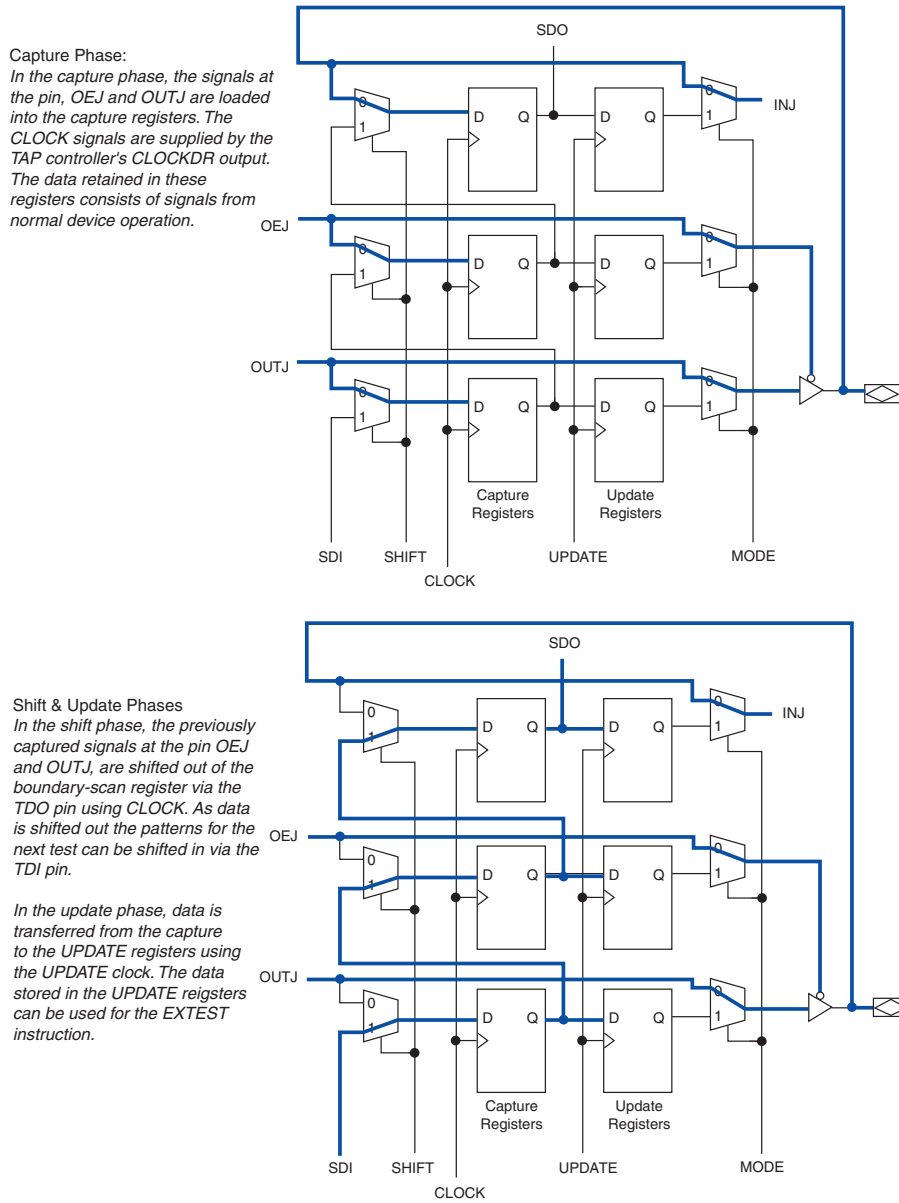 Capture Phase:
In the capture phase, the signals at
the pin, OEJ and OUTJ are loaded
into the capture registers. The
CLOCK signals are supplied by the
TAP controller's CLOCKDR output.
The data retained in these
registers consists of signals from
normal device operation.
SDO
0
1
D Q
D Q
0
1
INJ
OEJ
0
1
D Q
D Q
0
1
OUTJ
0
1
D Q
D Q
0
1
Capture
Registers
Update
Registers
SDI
SHIFT
CLOCK
UPDATE
MODE
Shift & Update Phases
In the shift phase, the previously
captured signals at the pin OEJ
and OUTJ, are shifted out of the
boundary-scan register via the
TDO pin using CLOCK. As data
is shifted out the patterns for the
next test can be shifted in via the
TDI pin.
In the update phase, data is
transferred from the capture
to the UPDATE registers using
the UPDATE clock. The data
stored in the UPDATE reigsters
can be used for the EXTEST
instruction.
SDO
0
1
D Q
D Q
0
1
INJ
OEJ
0
1
D Q
D Q
0
1
OUTJ
0
1
D Q
D Q
0
1
Capture
Registers
Update
Registers
SDI
SHIFT
CLOCK
UPDATE
MODE